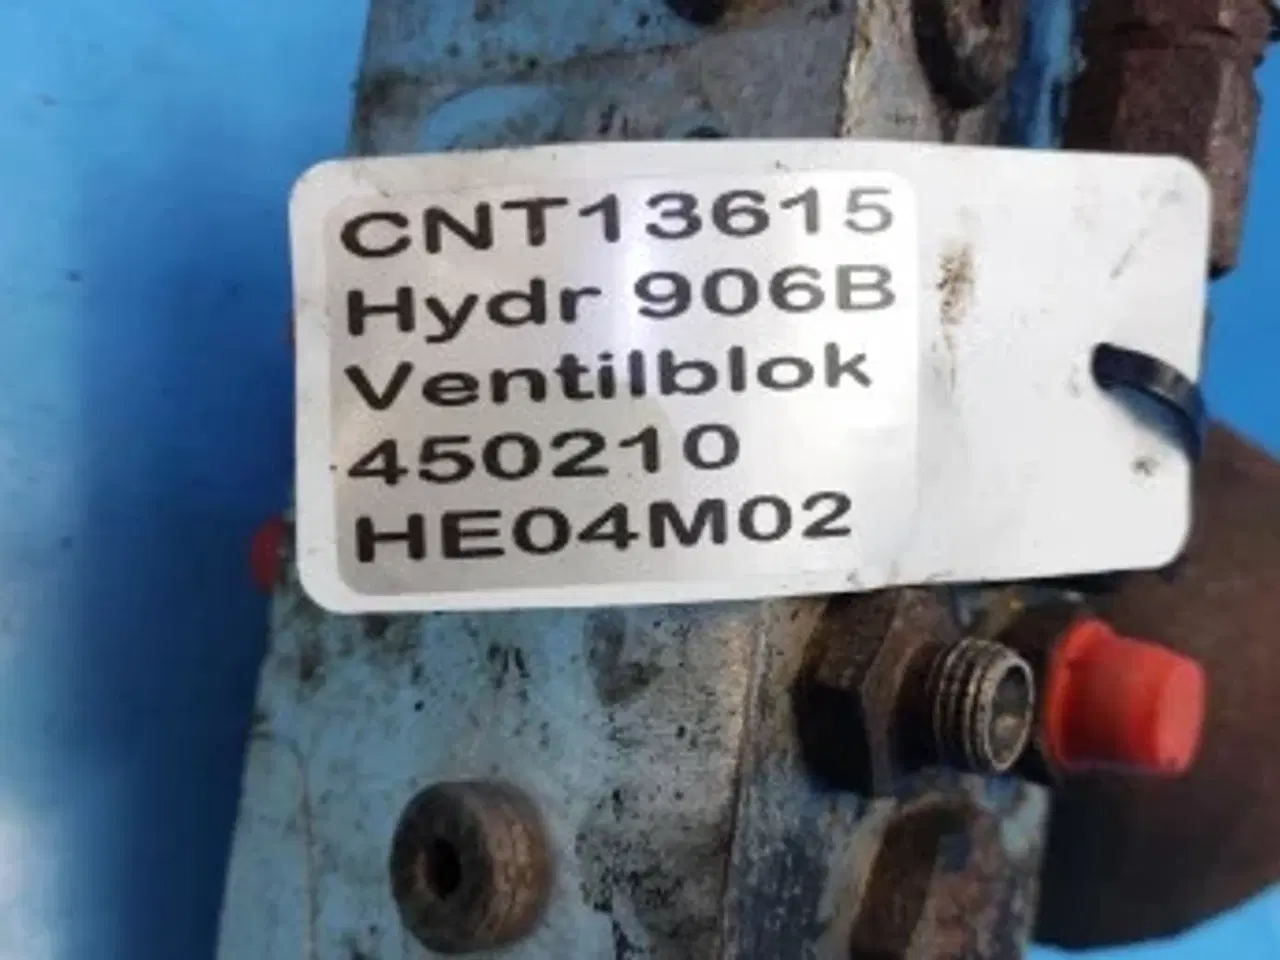 CNT13615
Hydr 906B
Ventilblok
450210
HE04M02